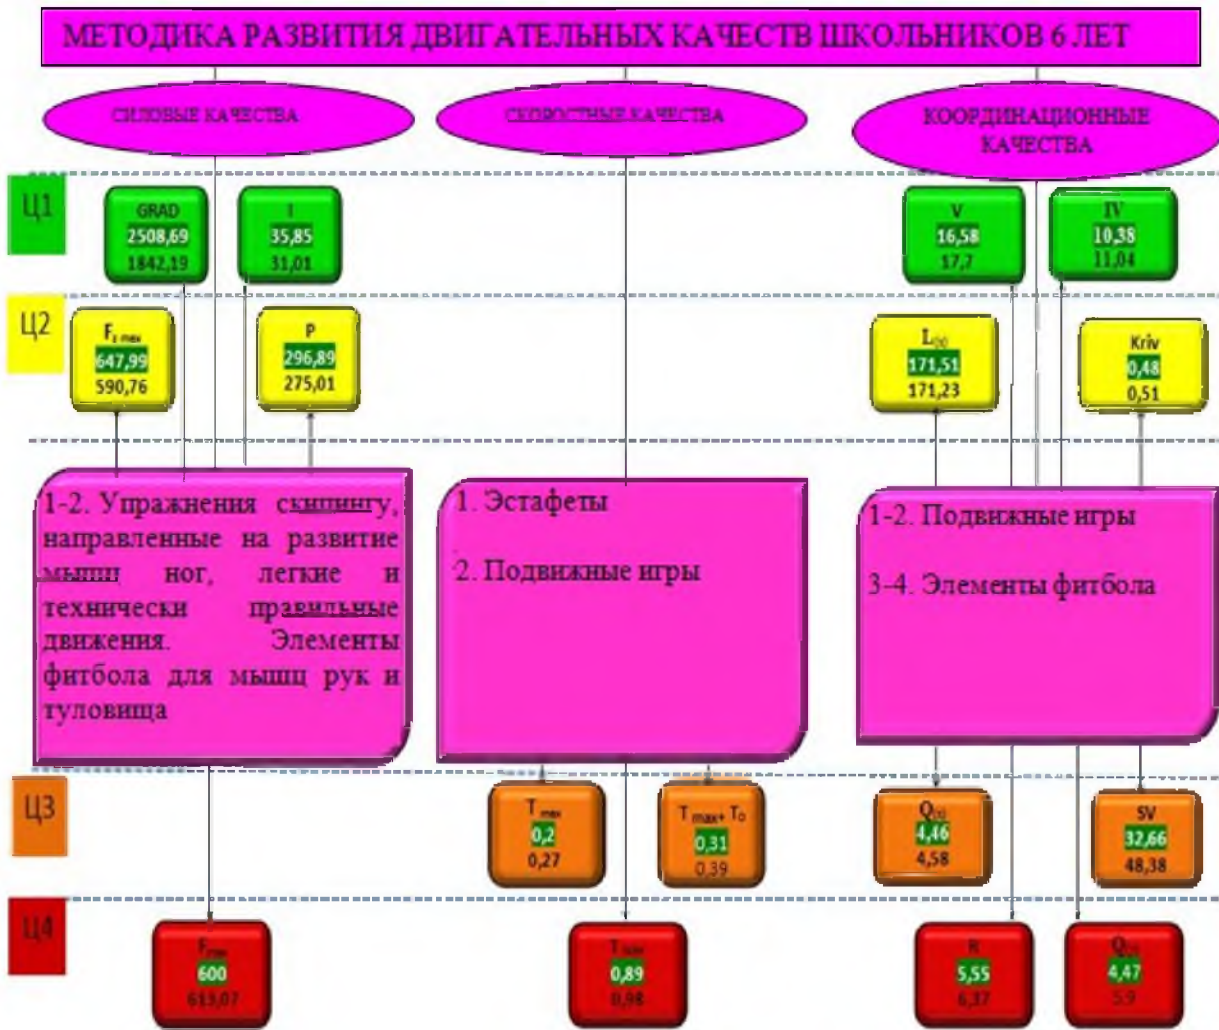 МЕТОДИКА РАЗВИТИЯ ДВИГАТЕЛЬНЫХ КАЧЕСТВ ШКОЛЬНИКОВ 6 ЛЕТ
СИЛОВЫЕ КАЧЕСТВА
СКОРОСТНЫЕ КАЧЕСТВА
КООРДИНАЦИОННЫЕ
КАЧЕСТВА
Ц1
GRAD
2508,69
1842,19
I
35,85
31,01
V
16,58
17,7
IV
10,38
11,04
Ц2
F z max
647,99
590,76
P
296,89
275,01
L(x)
171,51
171,23
Kriv
0,48
0,51
1-2. Упражнения скипингу,
направленные на развитие
мышц ног, легкие и
технически правильные
движения. Элементы
фитбола для мышц рук и
туловища
1. Эстафеты
2. Подвижные игры
1-2. Подвижные игры
3-4. Элементы фитбола
Ц3
T max
0,2
0,27
T max+ T0
0,31
0,39
4,46
4,58
SV
32,66
48,38
Ц4
600
613,07
0,89
0,98
R
5,55
6,37
4,47
5,9